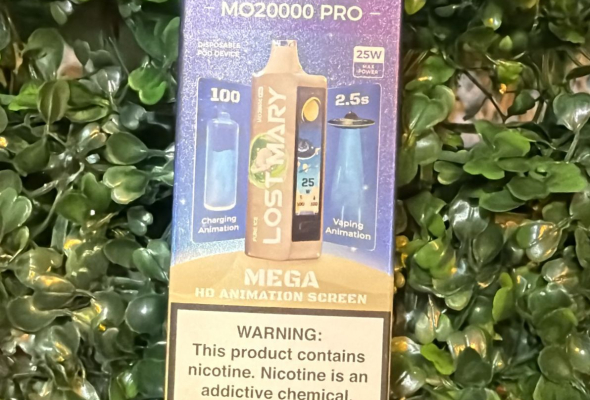 MO20000 PRO
DISPOSABLE
POD DEVICE
25W
MAX
POWER
100
2.5s
LOST MARY
25
Charging
Animation
Vaping
Animation
MEGA
HD ANIMATION SCREEN
WARNING:
This product contains
nicotine. Nicotine is an
addictive chemical.